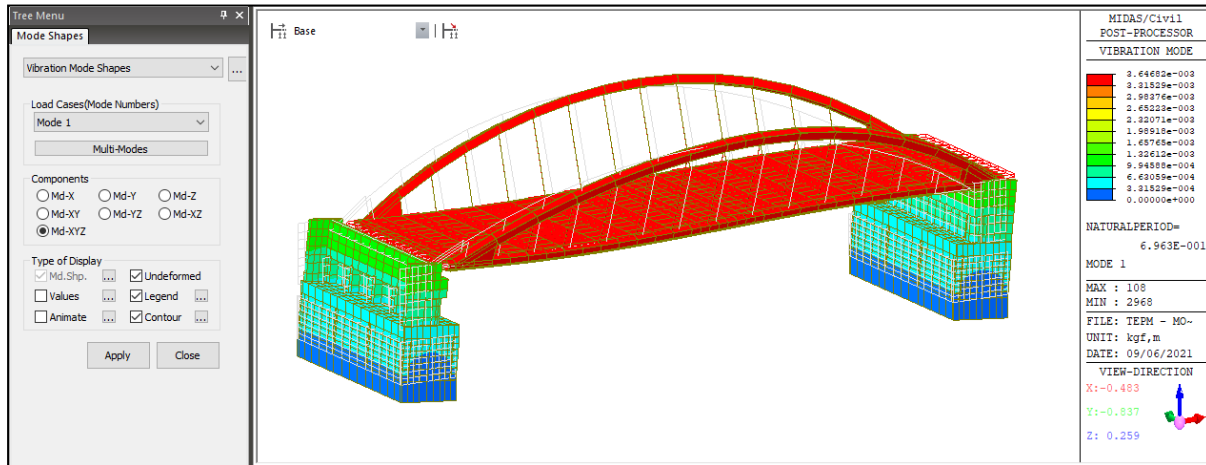 Tree Menu
Mode Shapes
Vibration Mode Shapes
...
Load Cases(Mode Numbers)
Mode 1
Multi-Modes
Components
Md-X Md-Y Md-Z
Md-XY Md-YZ Md-XZ
Md-XYZ
Type of Display
Md.Shp. ... Undeformed
Values ... Legend ...
Animate ... Contour ...
Apply Close
Base
MIDAS/Civil
POST-PROCESSOR
VIBRATION MODE
3.64682e-003
3.31529e-003
2.98376e-003
2.65223e-003
2.32071e-003
1.98918e-003
1.65765e-003
1.32612e-003
9.94588e-004
6.63059e-004
3.31529e-004
0.00000e+000
NATURALPERIOD=
6.963E-001
MODE 1
MAX : 108
MIN : 2968
FILE: TEPM - MO~
UNIT: kgf,m
DATE: 09/06/2021
VIEW-DIRECTION
X:-0.483
Y:-0.837
Z: 0.259